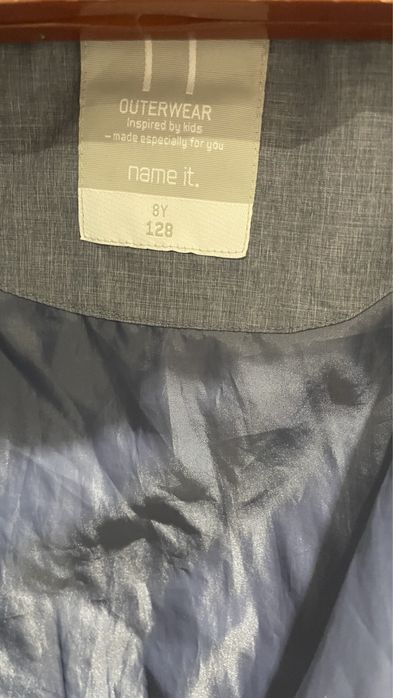 OUTERWEAR
Inspired by kids
– made especially for you
name it.
8Y
128